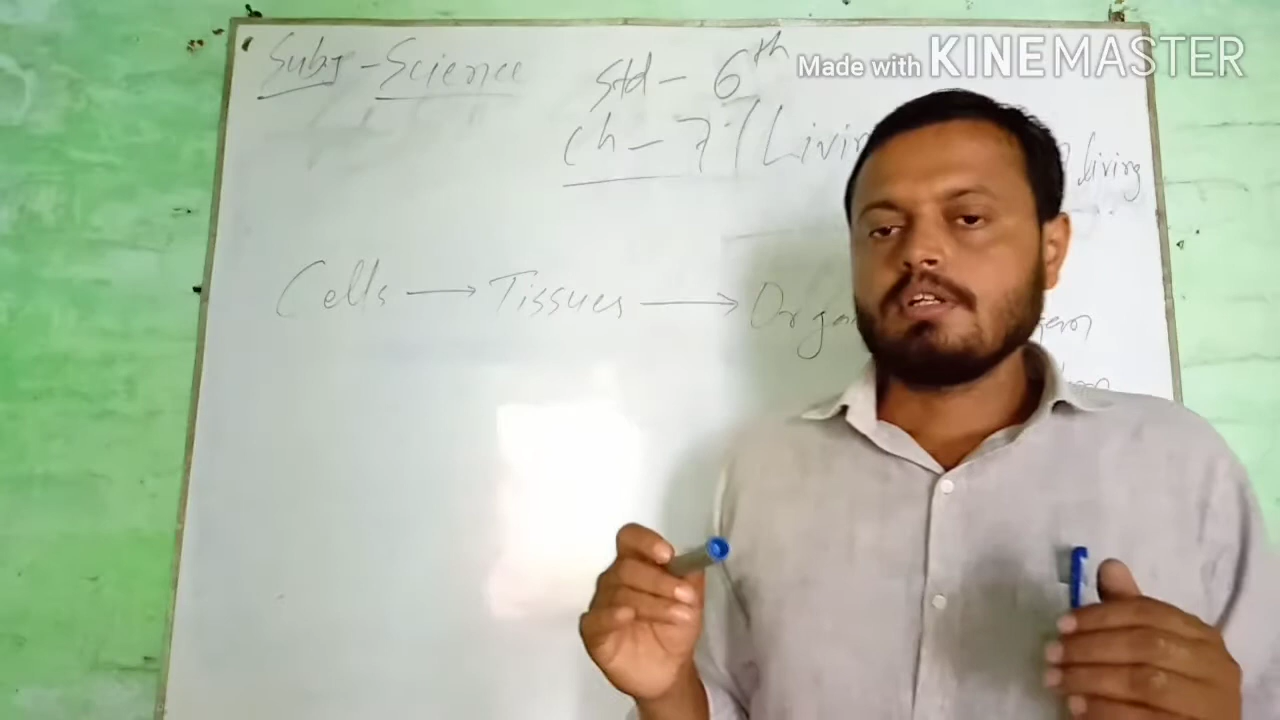 Subj - Science
Std - 6th
Made with KINEMASTER
Ch - 7 (Livin living
Cells → Tissues → Orga